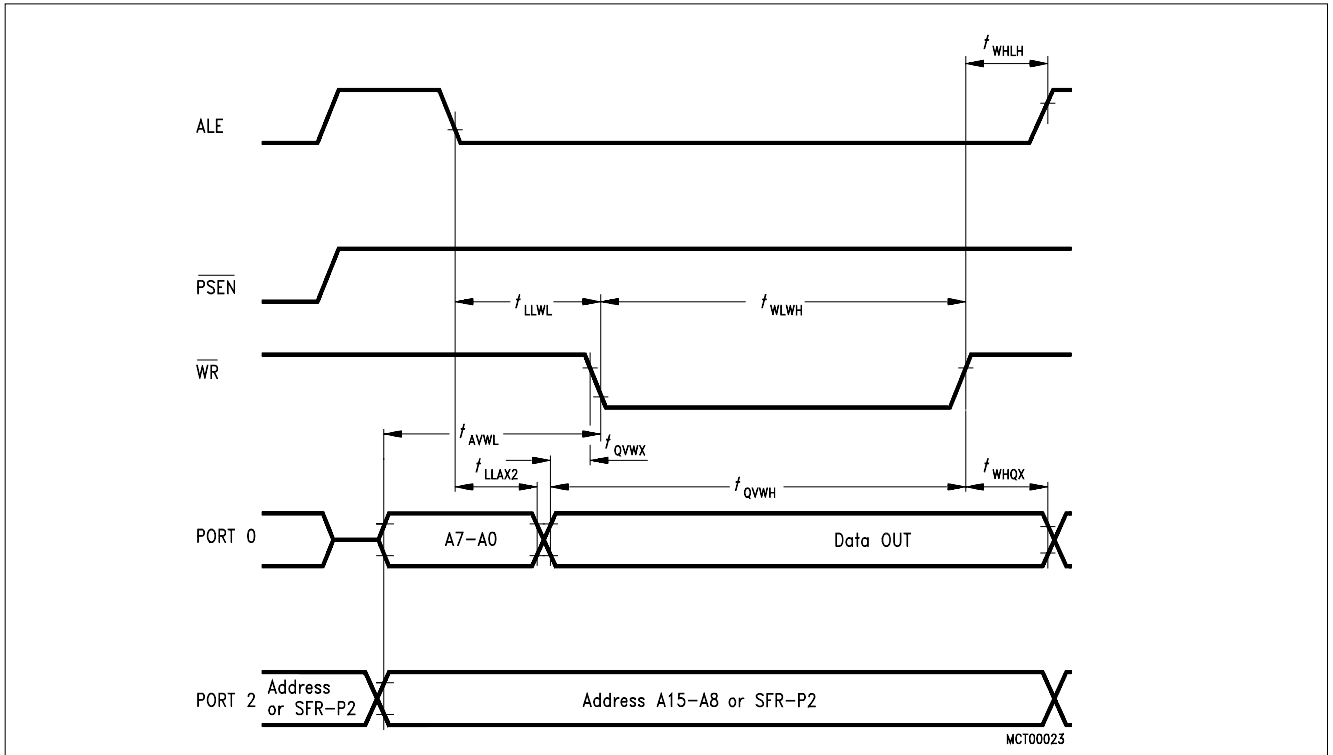 t WHLH
ALE
PSEN
t LLWL
t WLWH
WR
t AVWL
t QVWX
t LLAX2
t QVWH
t WHQX
PORT 0
A7-A0
Data OUT
PORT 2
Address
or SFR-P2
Address A15-A8 or SFR-P2
MCT00023